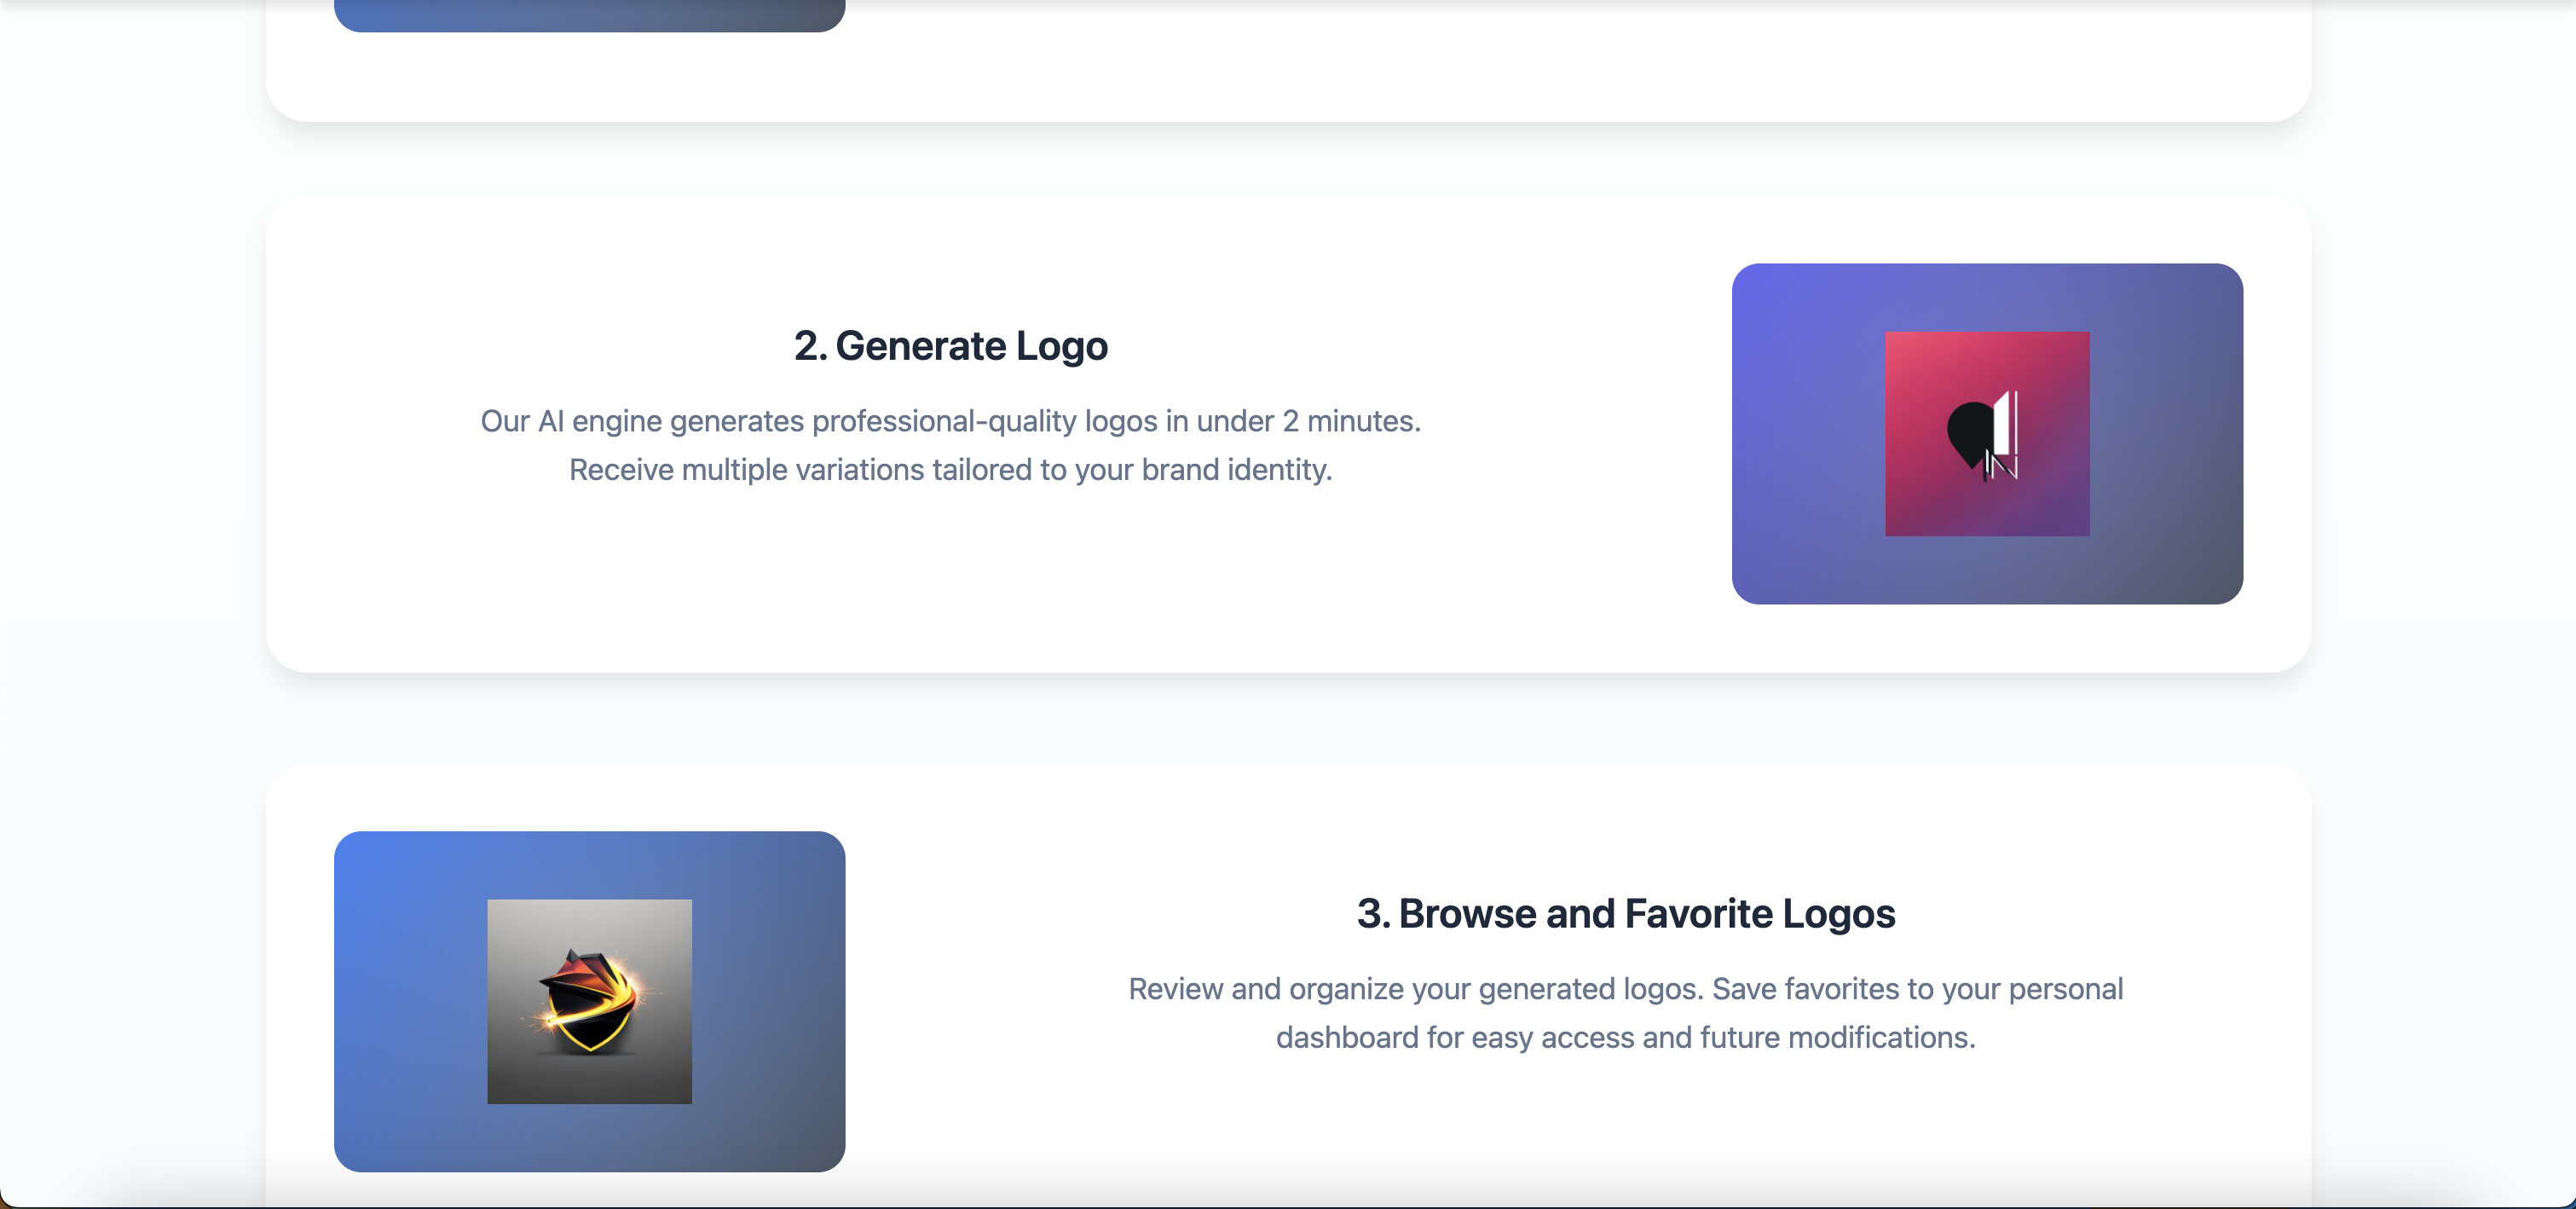 2. Generate Logo
Our AI engine generates professional-quality logos in under 2 minutes.
Receive multiple variations tailored to your brand identity.
3. Browse and Favorite Logos
Review and organize your generated logos. Save favorites to your personal
dashboard for easy access and future modifications.